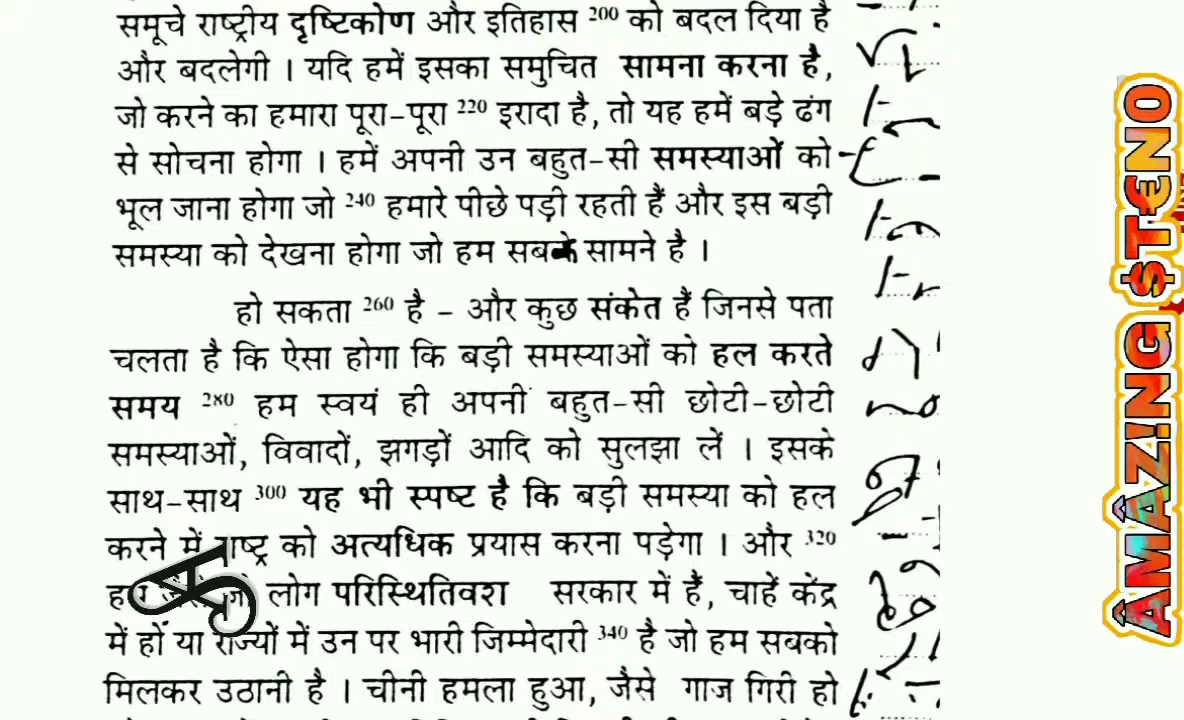 समूचे राष्ट्रीय दृष्टिकोण और इतिहास 200 को बदल दिया है
और बदलेगी । यदि हमें इसका समुचित सामना करना है,
जो करने का हमारा पूरा-पूरा 220 इरादा है, तो यह हमें बड़े ढंग
से सोचना होगा । हमें अपनी उन बहुत-सी समस्याओं को
भूल जाना होगा जो 240 हमारे पीछे पड़ी रहती हैं और इस बड़ी
समस्या को देखना होगा जो हम सबके सामने है ।
हो सकता 260 है - और कुछ संकेत हैं जिनसे पता
चलता है कि ऐसा होगा कि बड़ी समस्याओं को हल करते
समय 280 हम स्वयं ही अपनी बहुत-सी छोटी-छोटी
समस्याओं, विवादों, झगड़ों आदि को सुलझा लें । इसके
साथ-साथ 300 यह भी स्पष्ट है कि बड़ी समस्या को हल
करने में राष्ट्र को अत्यधिक प्रयास करना पड़ेगा । और 320
लोग परिस्थितिवश सरकार में हैं, चाहें केंद्र
में हों या राज्यों में उन पर भारी जिम्मेदारी 340 है जो हम सबको
मिलकर उठानी है । चीनी हमला हुआ, जैसे गाज गिरी हो
ÂMAZ!NG $T€NO